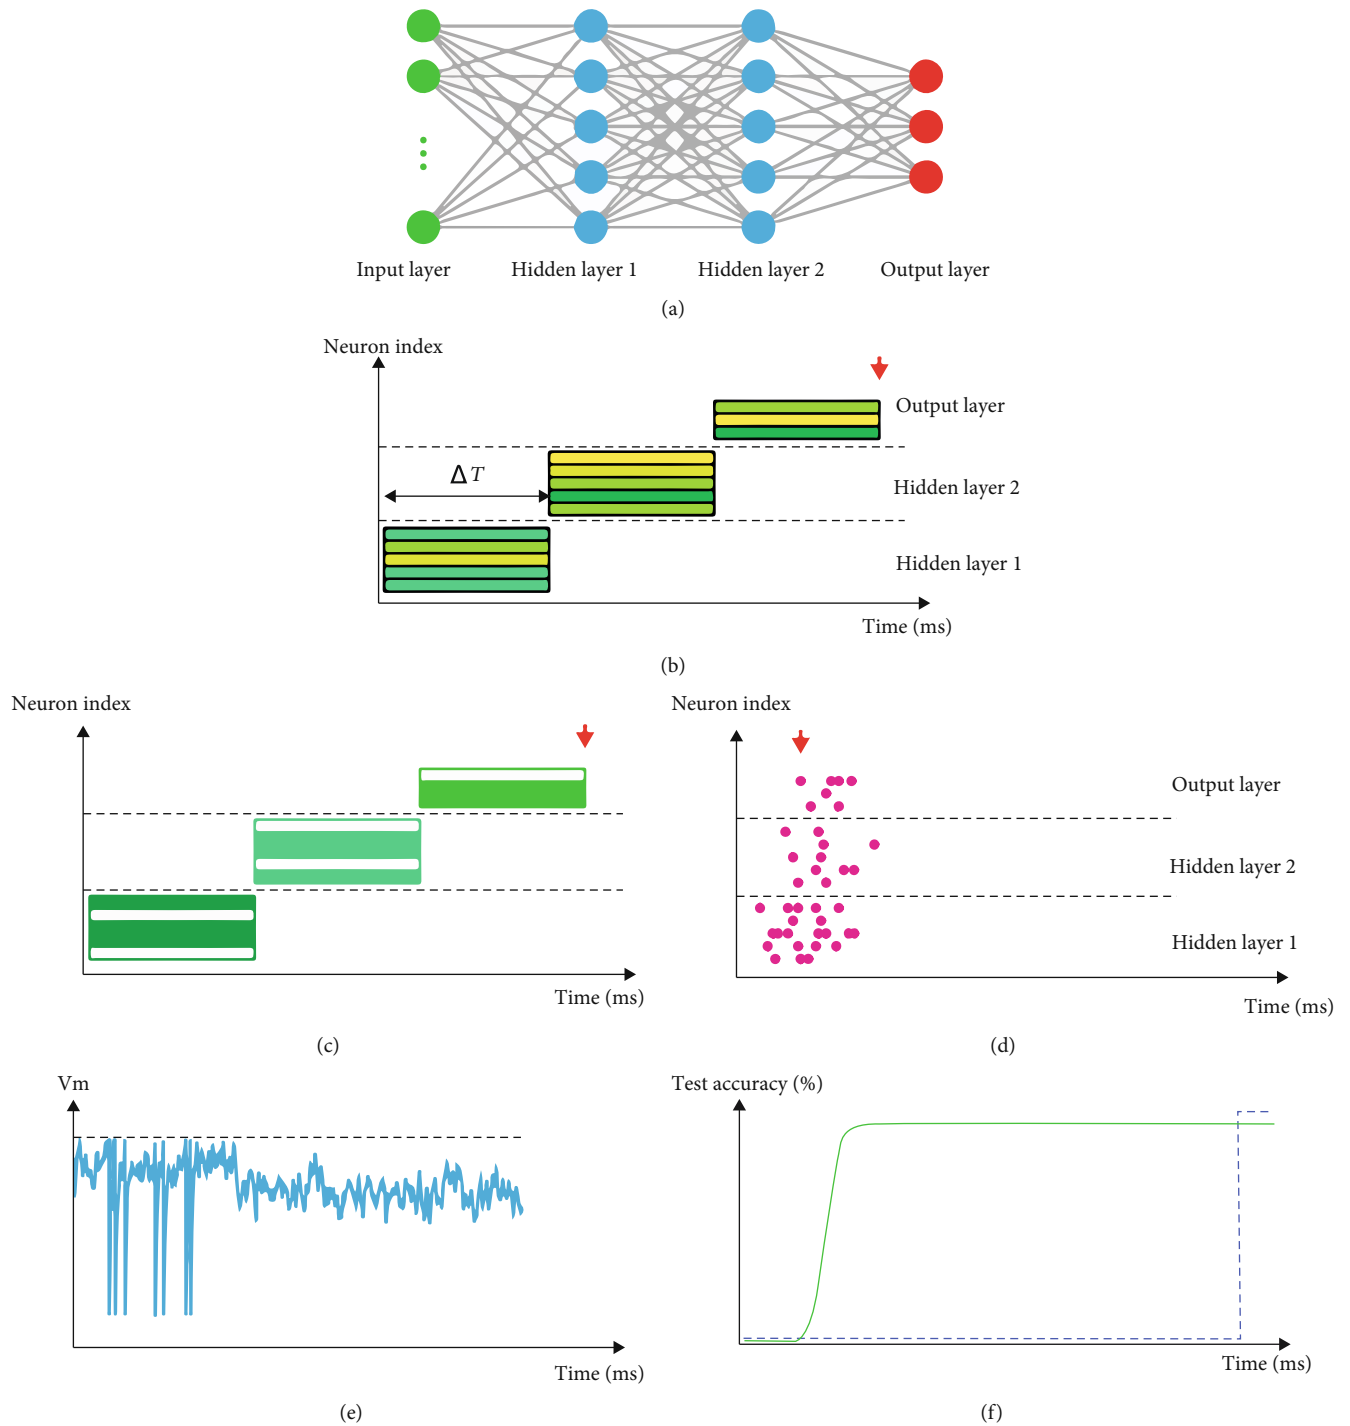 Input layer
Hidden layer 1
Hidden layer 2
Output layer
(a)
Neuron index
Output layer
Δ T
Hidden layer 2
Hidden layer 1
Time (ms)
(b)
Neuron index
Time (ms)
(c)
Neuron index
Output layer
Hidden layer 2
Hidden layer 1
Time (ms)
(d)
Vm
Time (ms)
(e)
Test accuracy (%)
Time (ms)
(f)